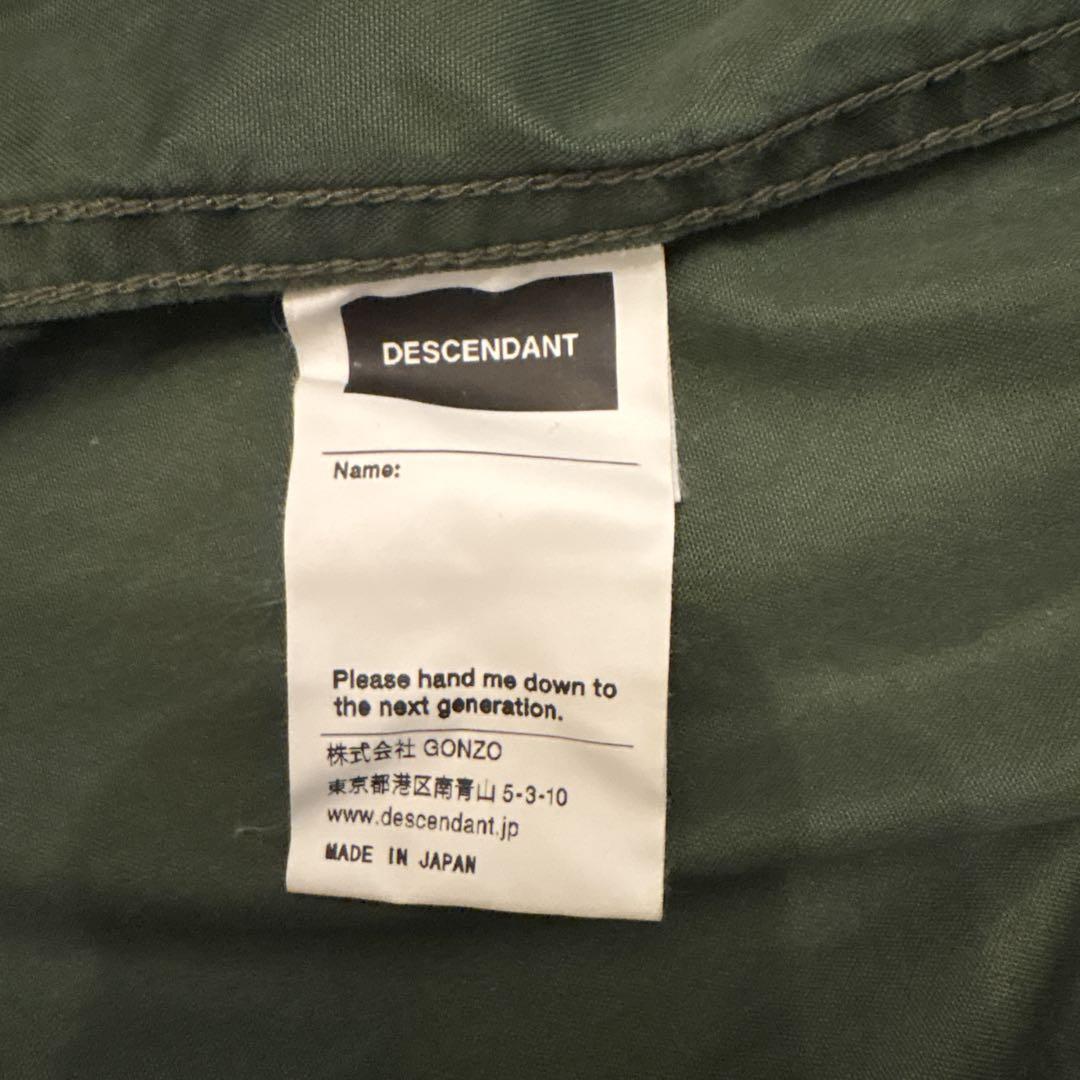 DESCENDANT
Name:
Please hand me down to
the next generation.
株式会社 GONZO
東京都港区南青山 5-3-10
www.descendant.jp
MADE IN JAPAN